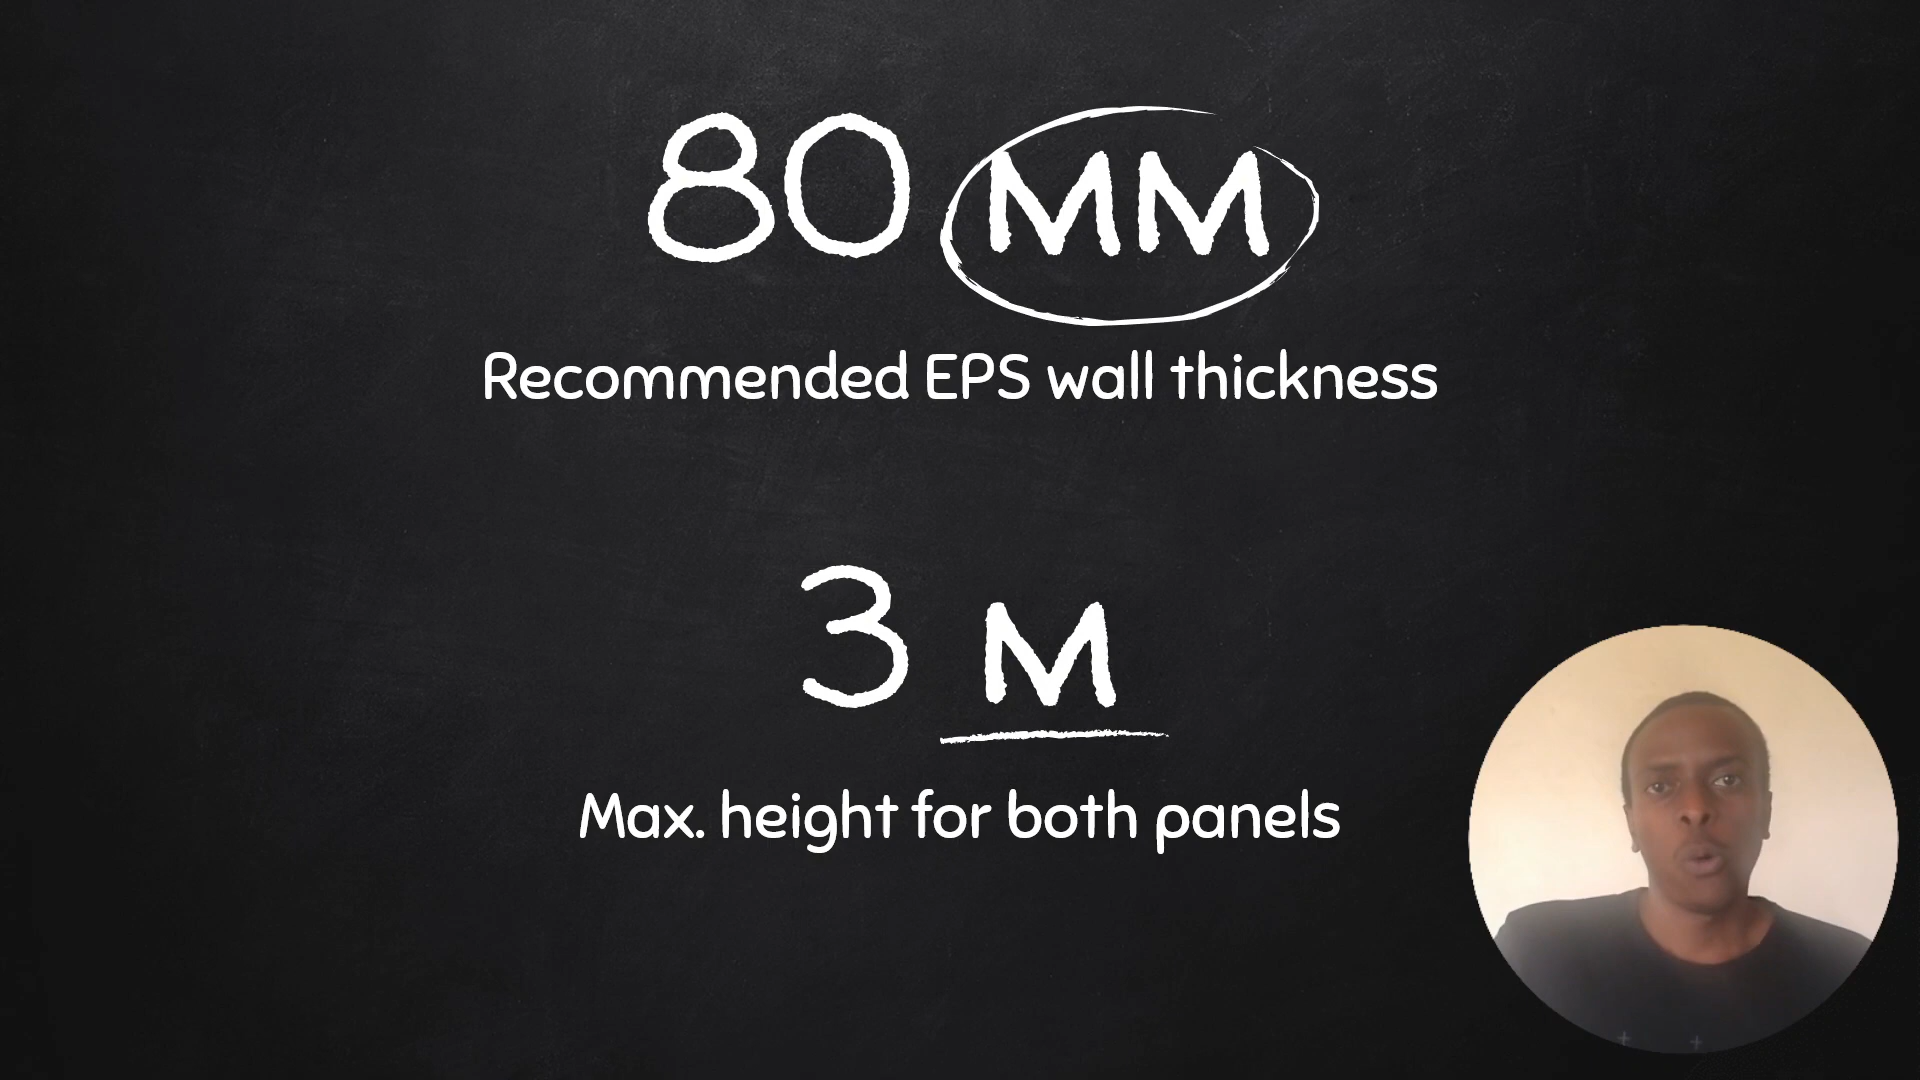 80 MM
Recommended EPS wall thickness
3 M
Max. height for both panels